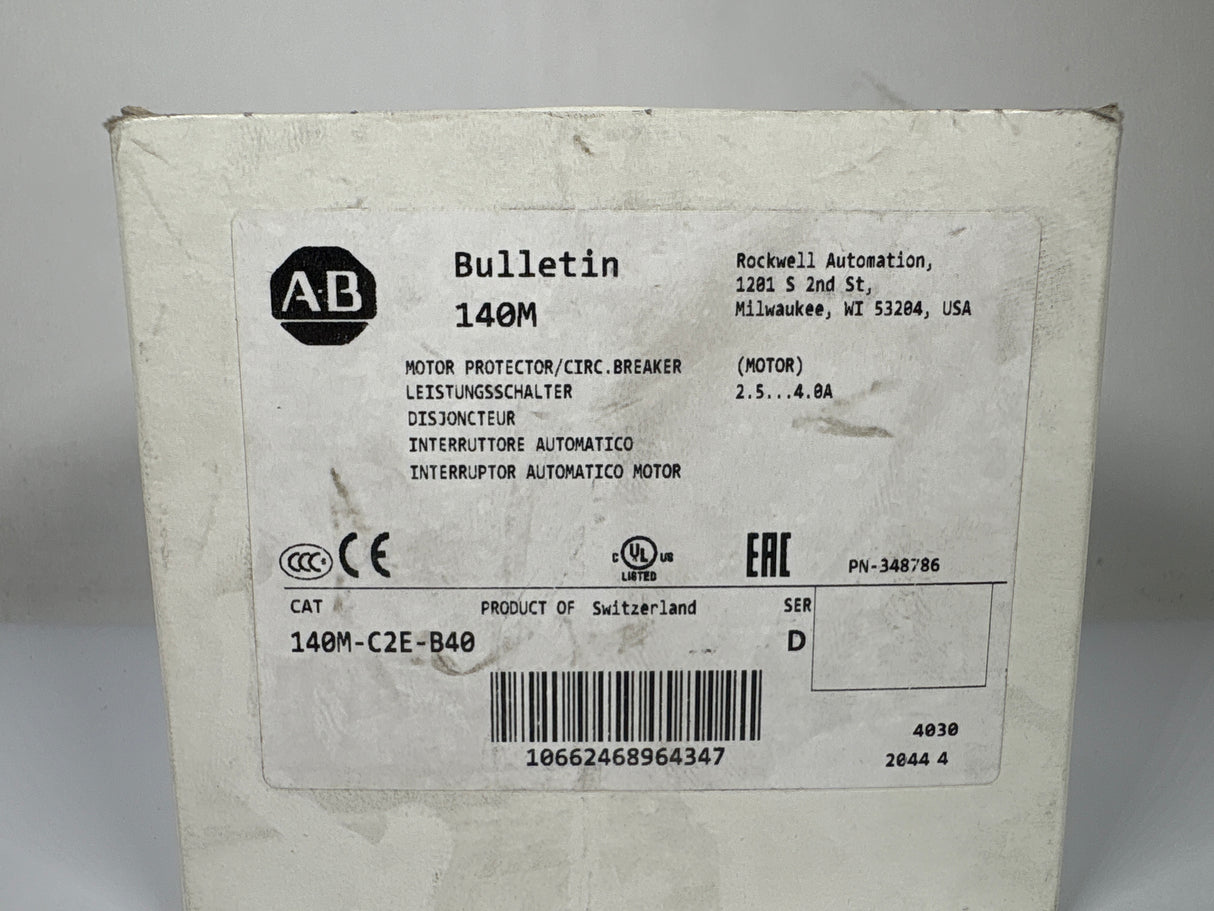 A·B
Bulletin
140M
Rockwell Automation,
1201 S 2nd St,
Milwaukee, WI 53204, USA
MOTOR PROTECTOR/CIRC.BREAKER
LEISTUNGSSCHALTER
DISJONCTEUR
INTERRUTTORE AUTOMATICO
INTERRUPTOR AUTOMATICO MOTOR
(MOTOR)
2.5...4.0A
CCC
CE
C UL US
LISTED
EAC
PN-348786
CAT
140M-C2E-B40
PRODUCT OF Switzerland
SER
D
10662468964347
4030
2044 4